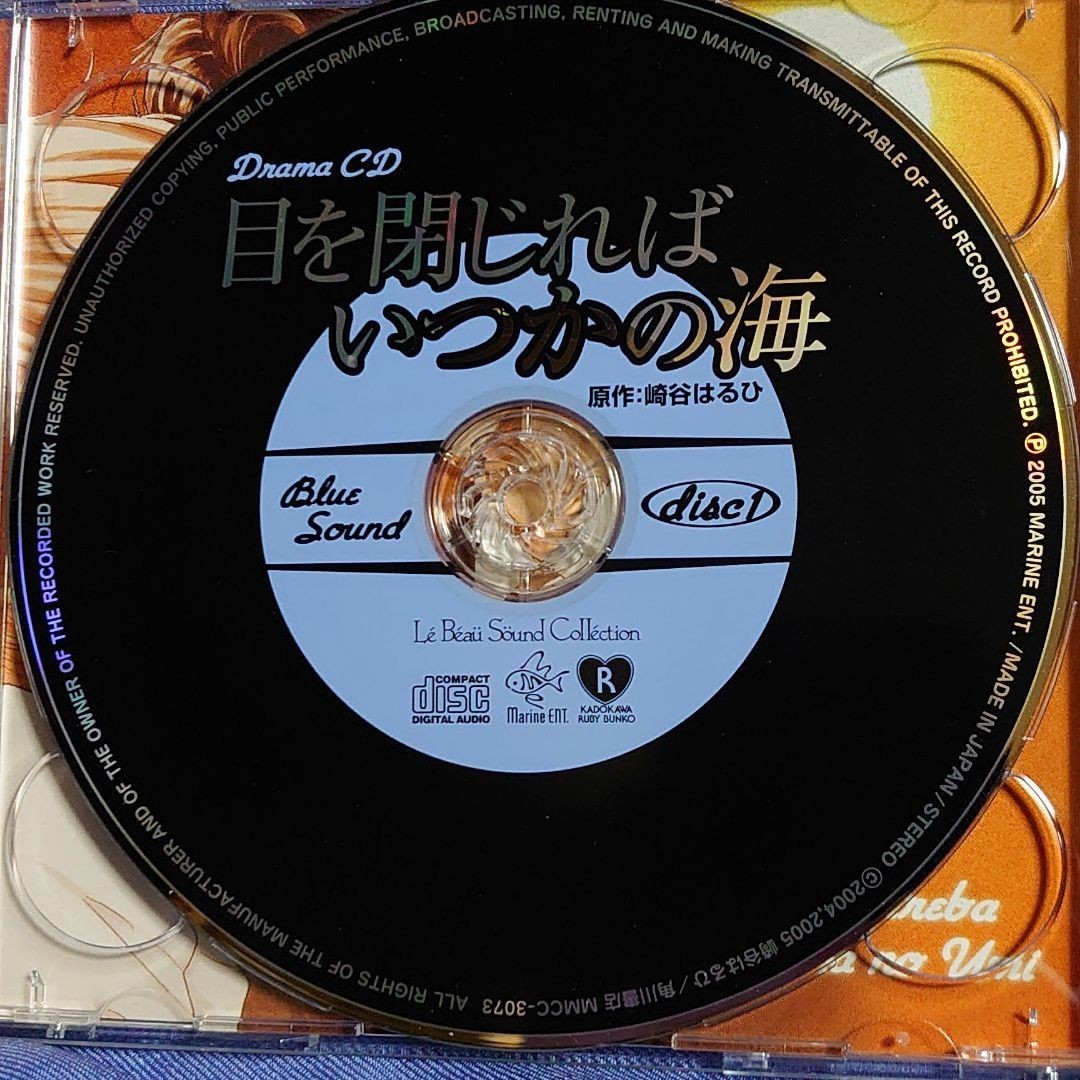 Drama CD
目を閉じれば
いつかの海
原作:崎谷はるひ
Blue
Sound
disc1
Lé Béaü Söund Colléction
COMPACT
disc
DIGITAL AUDIO
Marine ENT.
R
KADOKAWA
RUBY BUNKO
ALL RIGHTS OF THE MANUFACTURER AND OF THE OWNER OF THE RECORDED WORK RESERVED. UNAUTHORIZED COPYING, PUBLIC PERFORMANCE, BROADCASTING, RENTING AND MAKING TRANSMITTABLE OF THIS RECORD PROHIBITED. Ⓟ 2005 MARINE ENT. / MADE IN JAPAN / STEREO © 2004,2005 崎谷はるひ / 角川書店 MMCC-3073
no Umi